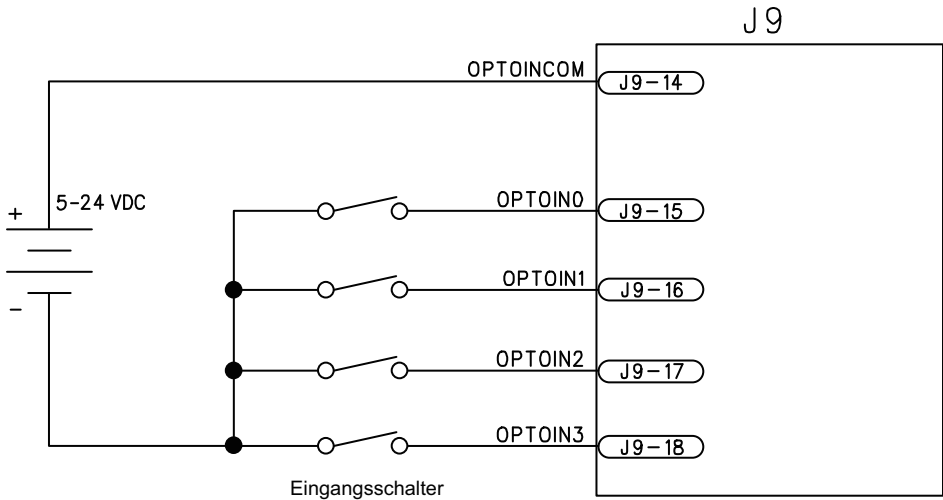 J9
OPTOINCOM
J9-14
+
5-24 VDC
-
OPTOIN0
J9-15
OPTOIN1
J9-16
OPTOIN2
J9-17
OPTOIN3
J9-18
Eingangsschalter